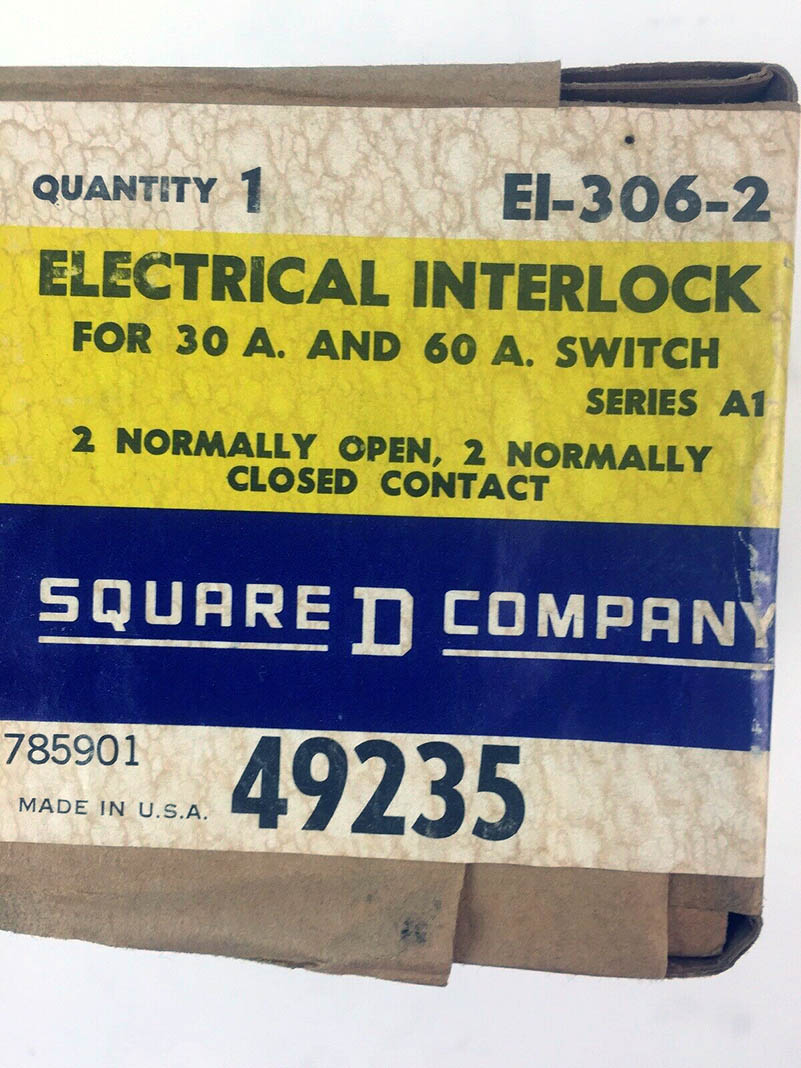 QUANTITY 1 EI-306-2
ELECTRICAL INTERLOCK
FOR 30 A. AND 60 A. SWITCH
SERIES A1
2 NORMALLY OPEN, 2 NORMALLY
CLOSED CONTACT
SQUARE D COMPANY
785901
MADE IN U.S.A. 49235